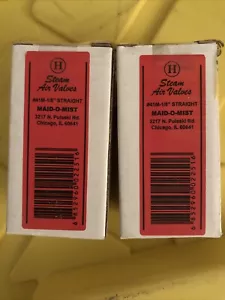 H
Steam
Air Valves
#41M-1/8" STRAIGHT
MAID-O-MIST
3217 N. Pulaski Rd.
Chicago, IL 60641
H
Steam
Air Valves
#41M-1/8" STRAIGHT
MAID-O-MIST
3217 N. Pulaski Rd.
Chicago, IL 60641